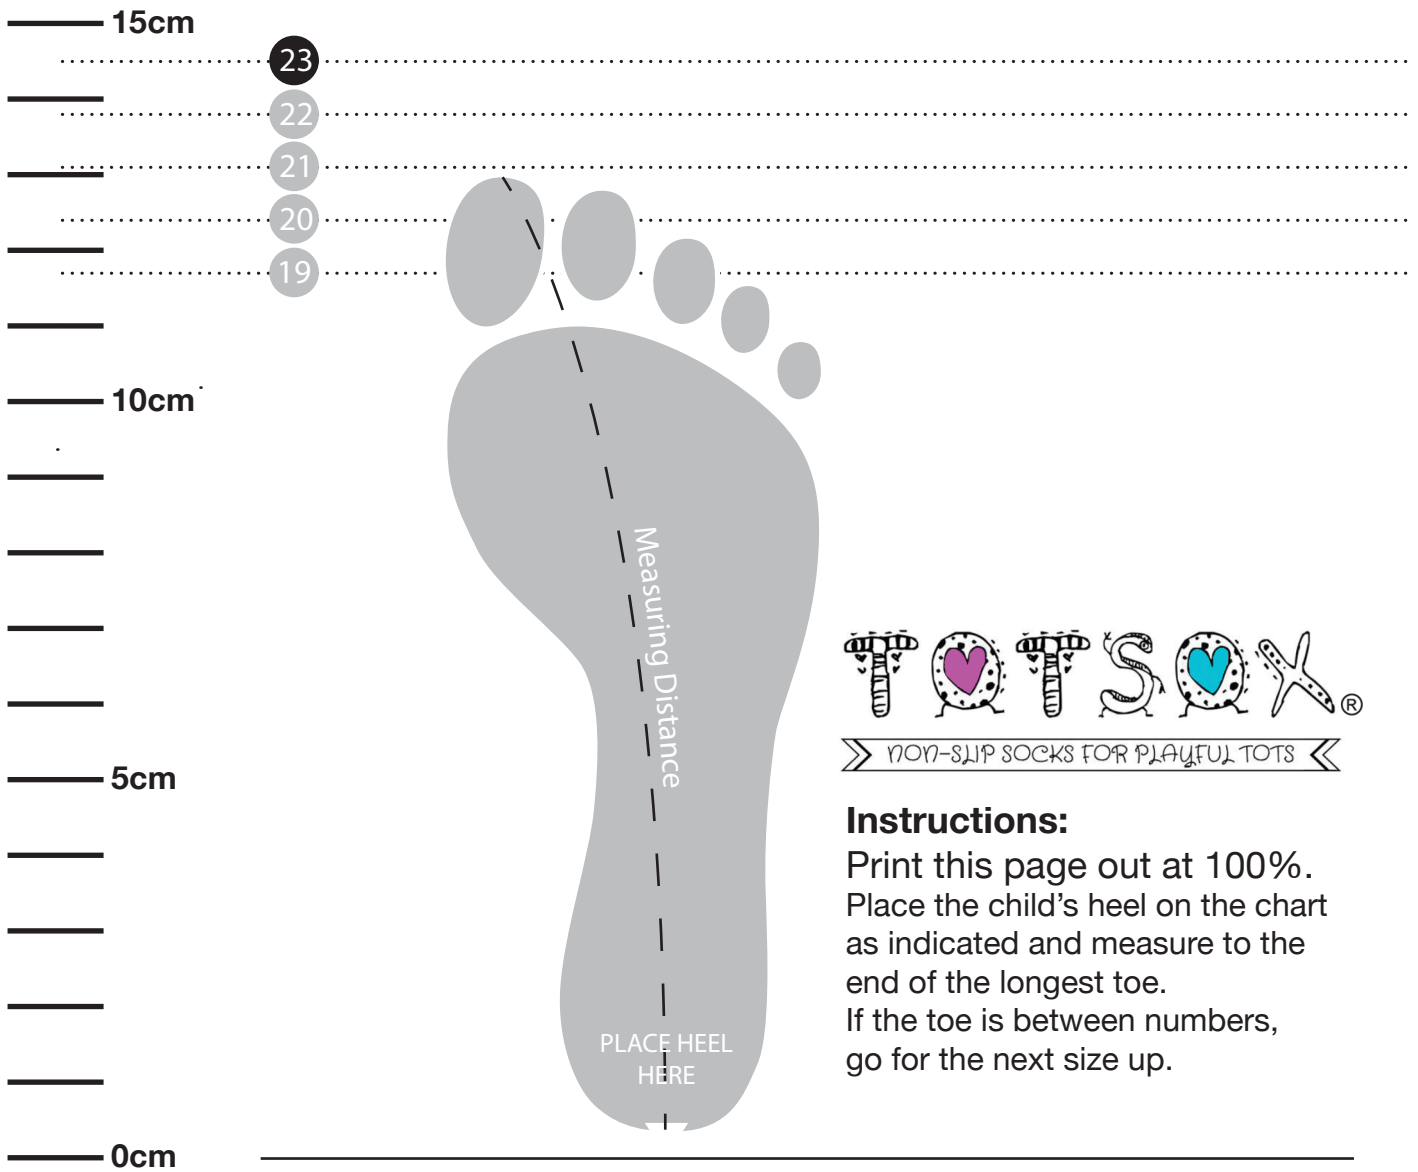 15cm
23
22
21
20
19
10cm
Measuring Distance
TOTSOX®
NON-SLIP SOCKS FOR PLAYFUL TOTS
5cm
Instructions:
Print this page out at 100%.
Place the child’s heel on the chart
as indicated and measure to the
end of the longest toe.
If the toe is between numbers,
go for the next size up.
PLACE HEEL
HERE
0cm